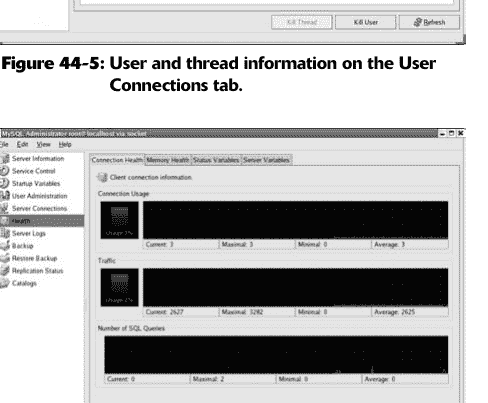 Kill Thread Kill User Refresh
Figure 44-5: User and thread information on the User
Connections tab.
MySQL Administrator root@localhost via socket
File Edit View Help
Server Information
Service Control
Startup Variables
User Administration
Server Connections
Health
Server Logs
Backup
Restore Backup
Replication Status
Catalogs
Connection Health Memory Health Status Variables Server Variables
Client connection information.
Connection Usage
Current: 3 Maximal: 3 Minimal: 0 Average: 3
Traffic
Current: 2627 Maximal: 3282 Minimal: 0 Average: 2625
Number of SQL Queries
Current: 0 Maximal: 2 Minimal: 0 Average: 0